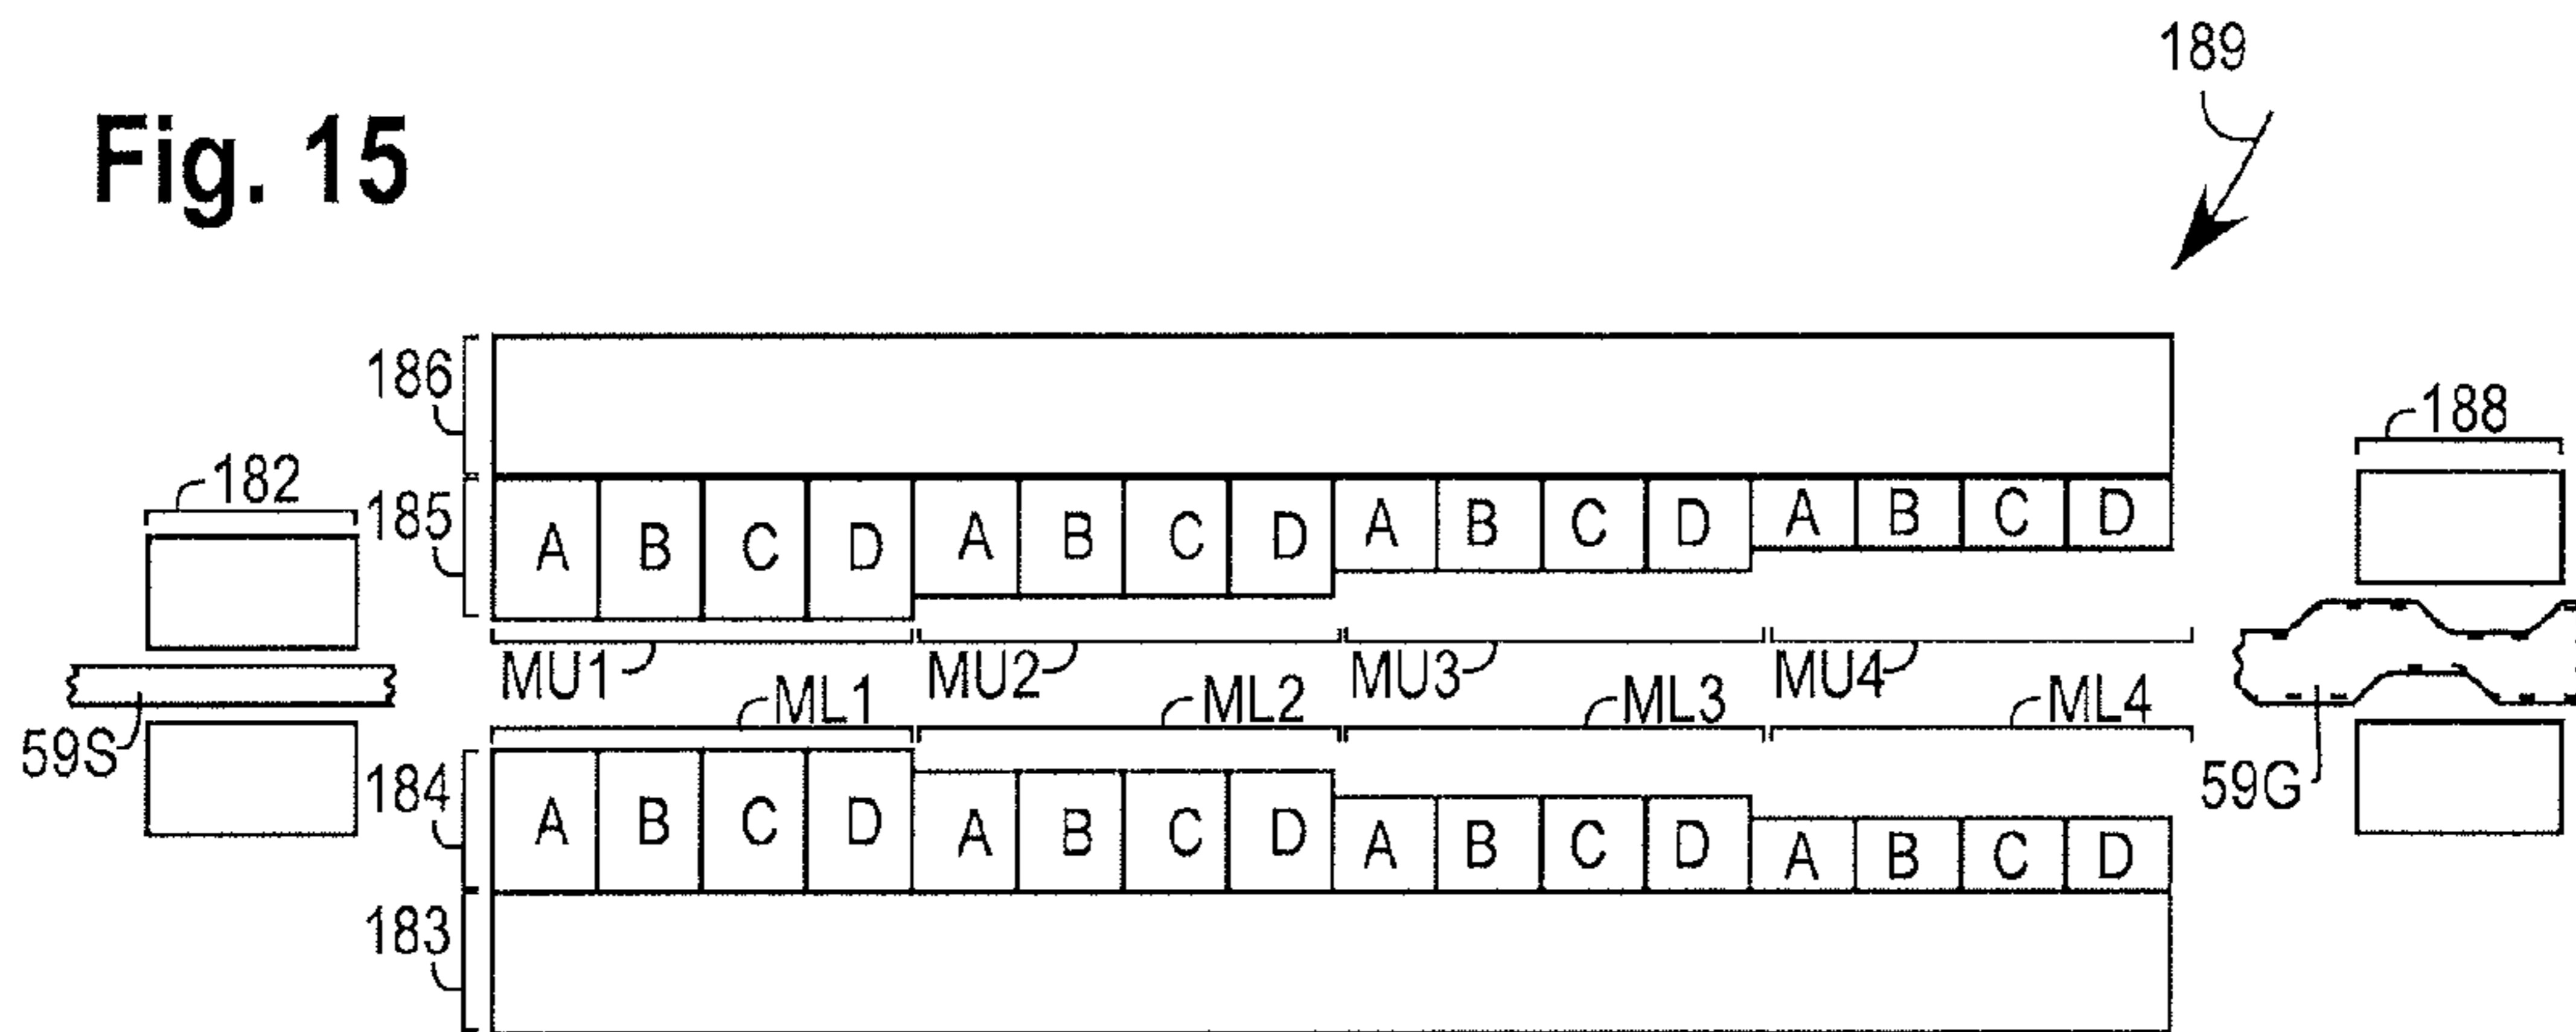 Fig. 15
189
186
188
182
185
A B C D A B C D A B C D A B C D
MU1 MU2 MU3 MU4
ML1 ML2 ML3 ML4
59S
59G
184
A B C D A B C D A B C D A B C D
183